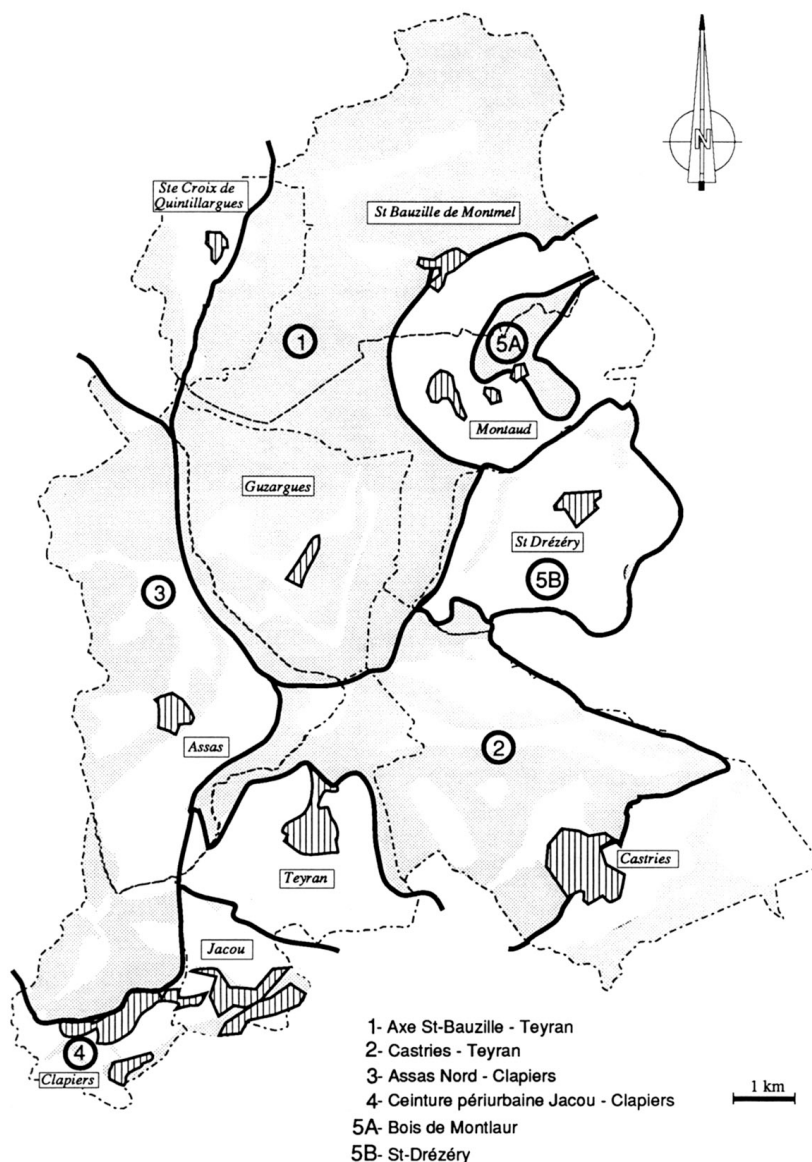 N
Ste Croix de
Quintillargues
St Bauzille de Montmel
1
5A
Montaud
Guzargues
St Drézéry
3
5B
Assas
2
Teyran
Castries
Jacou
4
Clapiers
1- Axe St-Bauzille - Teyran
2- Castries - Teyran
3- Assas Nord - Clapiers
4- Ceinture périurbaine Jacou - Clapiers
5A- Bois de Montlaur
5B- St-Drézéry
1 km